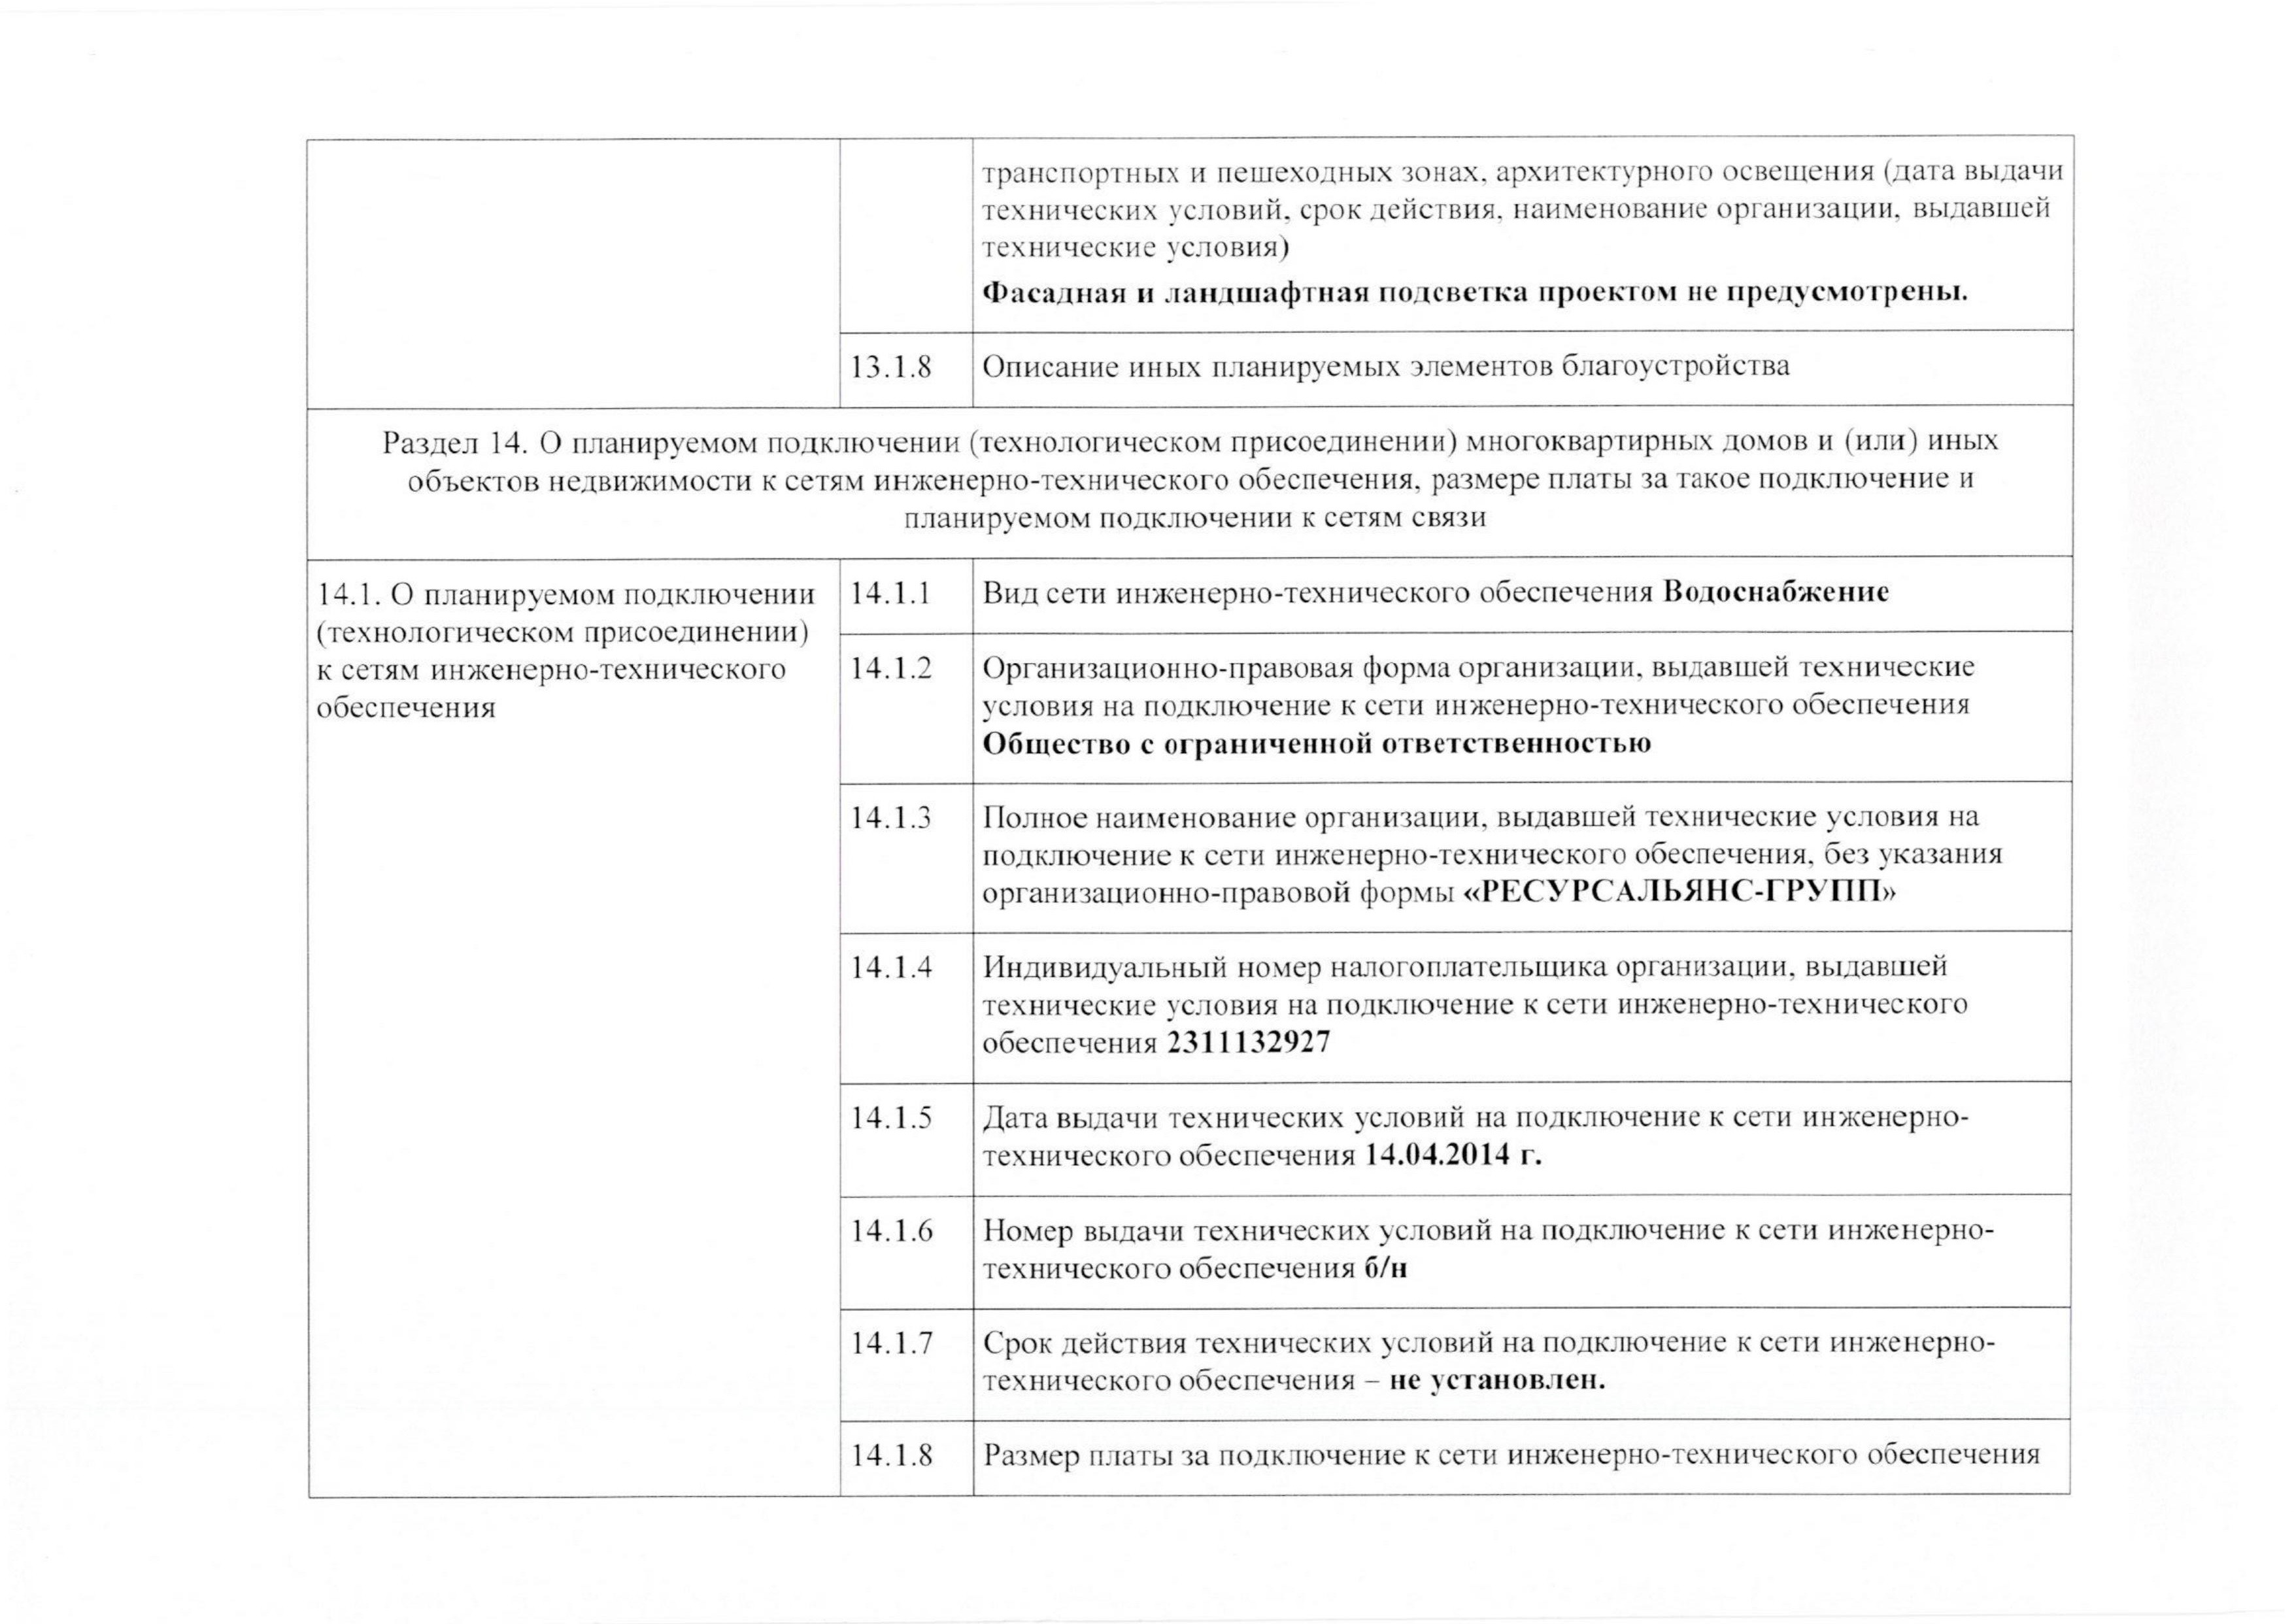 транспортных и пешеходных зонах, архитектурного освещения (дата выдачи
технических условий, срок действия, наименование организации, выдавшей
технические условия)
Фасадная и ландшафтная подсветка проектом не предусмотрены.
13.1.8 Описание иных планируемых элементов благоустройства
Раздел 14. О планируемом подключении (технологическом присоединении) многоквартирных домов и (или) иных
объектов недвижимости к сетям инженерно-технического обеспечения, размере платы за такое подключение и
планируемом подключении к сетям связи
14.1. О планируемом подключении
(технологическом присоединении)
к сетям инженерно-технического
обеспечения
14.1.1 Вид сети инженерно-технического обеспечения Водоснабжение
14.1.2 Организационно-правовая форма организации, выдавшей технические
условия на подключение к сети инженерно-технического обеспечения
Общество с ограниченной ответственностью
14.1.3 Полное наименование организации, выдавшей технические условия на
подключение к сети инженерно-технического обеспечения, без указания
организационно-правовой формы «РЕСУРСАЛЬЯНС-ГРУПП»
14.1.4 Индивидуальный номер налогоплательщика организации, выдавшей
технические условия на подключение к сети инженерно-технического
обеспечения 2311132927
14.1.5 Дата выдачи технических условий на подключение к сети инженерно-
технического обеспечения 14.04.2014 г.
14.1.6 Номер выдачи технических условий на подключение к сети инженерно-
технического обеспечения б/н
14.1.7 Срок действия технических условий на подключение к сети инженерно-
технического обеспечения – не установлен.
14.1.8 Размер платы за подключение к сети инженерно-технического обеспечения